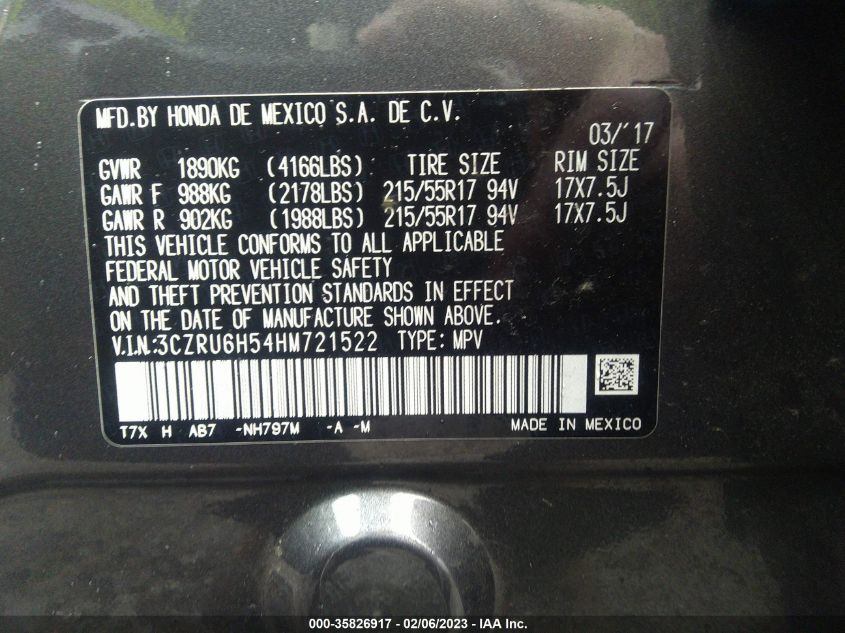 MFD.BY HONDA DE MEXICO S.A. DE C.V.
03/'17
GVWR 1890KG (4166LBS) TIRE SIZE RIM SIZE
GAWR F 988KG (2178LBS) 215/55R17 94V 17X7.5J
GAWR R 902KG (1988LBS) 215/55R17 94V 17X7.5J
THIS VEHICLE CONFORMS TO ALL APPLICABLE
FEDERAL MOTOR VEHICLE SAFETY
AND THEFT PREVENTION STANDARDS IN EFFECT
ON THE DATE OF MANUFACTURE SHOWN ABOVE.
V.I.N.:3CZRU6H54HM721522 TYPE: MPV
T7X H AB7 -NH797M -A -M MADE IN MEXICO
000-35826917 - 02/06/2023 - IAA Inc.